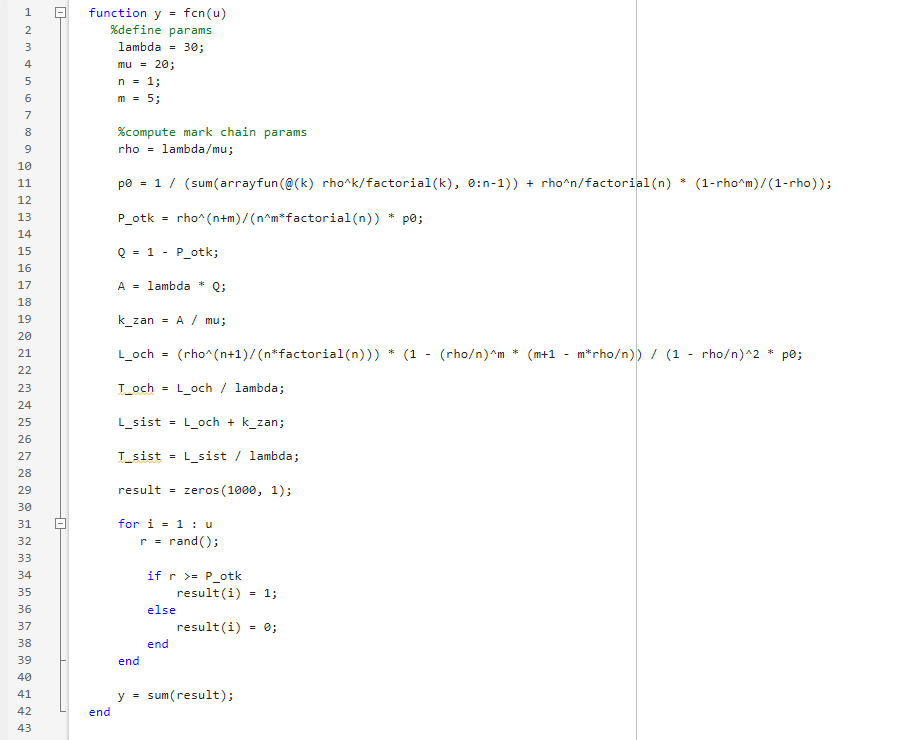 1 function y = fcn(u)
2 %define params
3 lambda = 30;
4 mu = 20;
5 n = 1;
6 m = 5;
7
8 %compute mark chain params
9 rho = lambda/mu;
10
11 p0 = 1 / (sum(arrayfun(@(k) rho^k/factorial(k), 0:n-1)) + rho^n/factorial(n) * (1-rho^m)/(1-rho));
12
13 P_otk = rho^(n+m)/(n^m*factorial(n)) * p0;
14
15 Q = 1 - P_otk;
16
17 A = lambda * Q;
18
19 k_zan = A / mu;
20
21 L_och = (rho^(n+1)/(n*factorial(n))) * (1 - (rho/n)^m * (m+1 - m*rho/n)) / (1 - rho/n)^2 * p0;
22
23 T_och = L_och / lambda;
24
25 L_sist = L_och + k_zan;
26
27 T_sist = L_sist / lambda;
28
29 result = zeros(1000, 1);
30
31 for i = 1 : u
32 r = rand();
33
34 if r >= P_otk
35 result(i) = 1;
36 else
37 result(i) = 0;
38 end
39 end
40
41 y = sum(result);
42 end
43